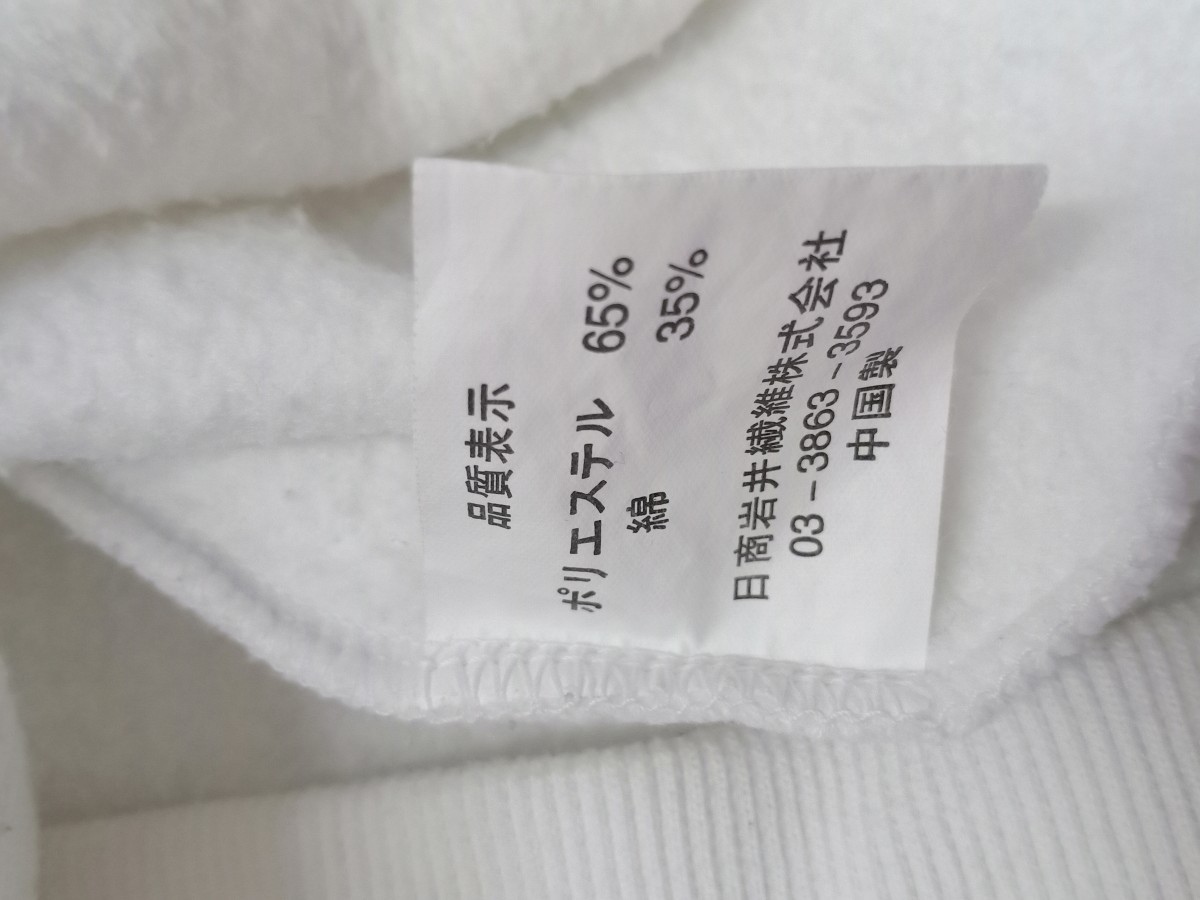 品質表示
ポリエステル 65%
綿 35%
日商岩井繊維株式会社
03-3863-3593
中国製